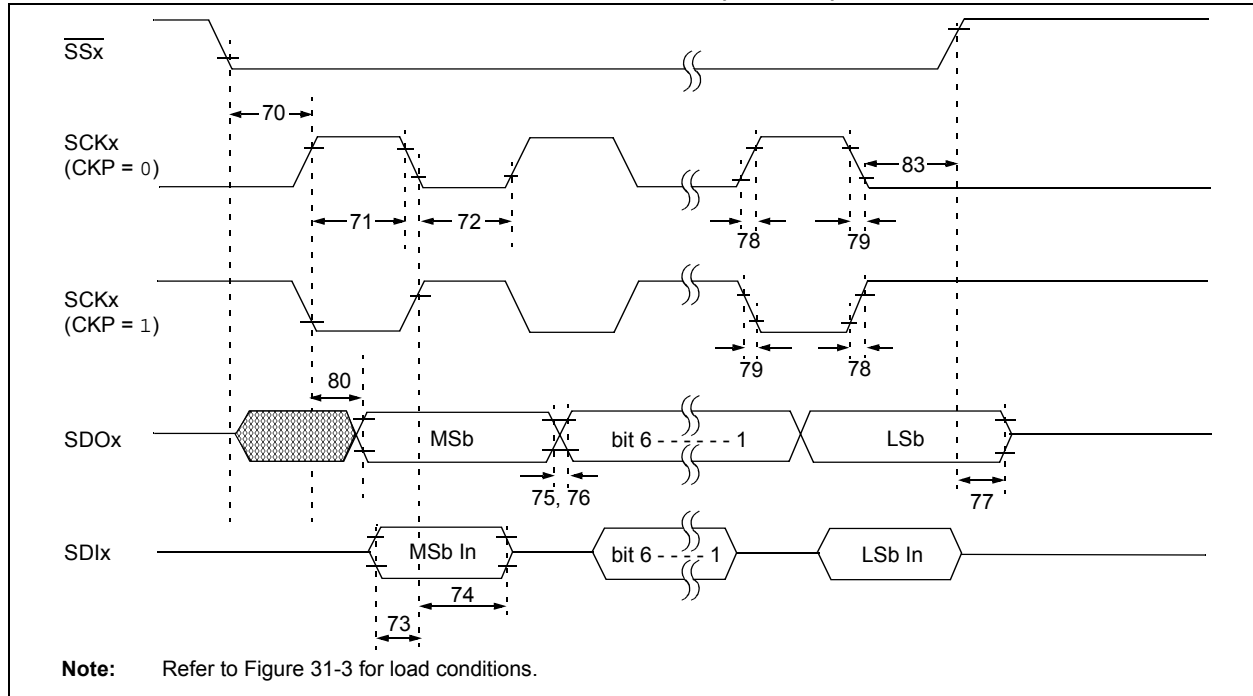 SSx
70
SCKx
(CKP = 0)
83
71
72
78
79
SCKx
(CKP = 1)
79
78
80
SDOx
MSb
bit 6 - - - - - - 1
LSb
75, 76
77
SDIx
MSb In
bit 6 - - - - 1
LSb In
74
73
Note: Refer to Figure 31-3 for load conditions.